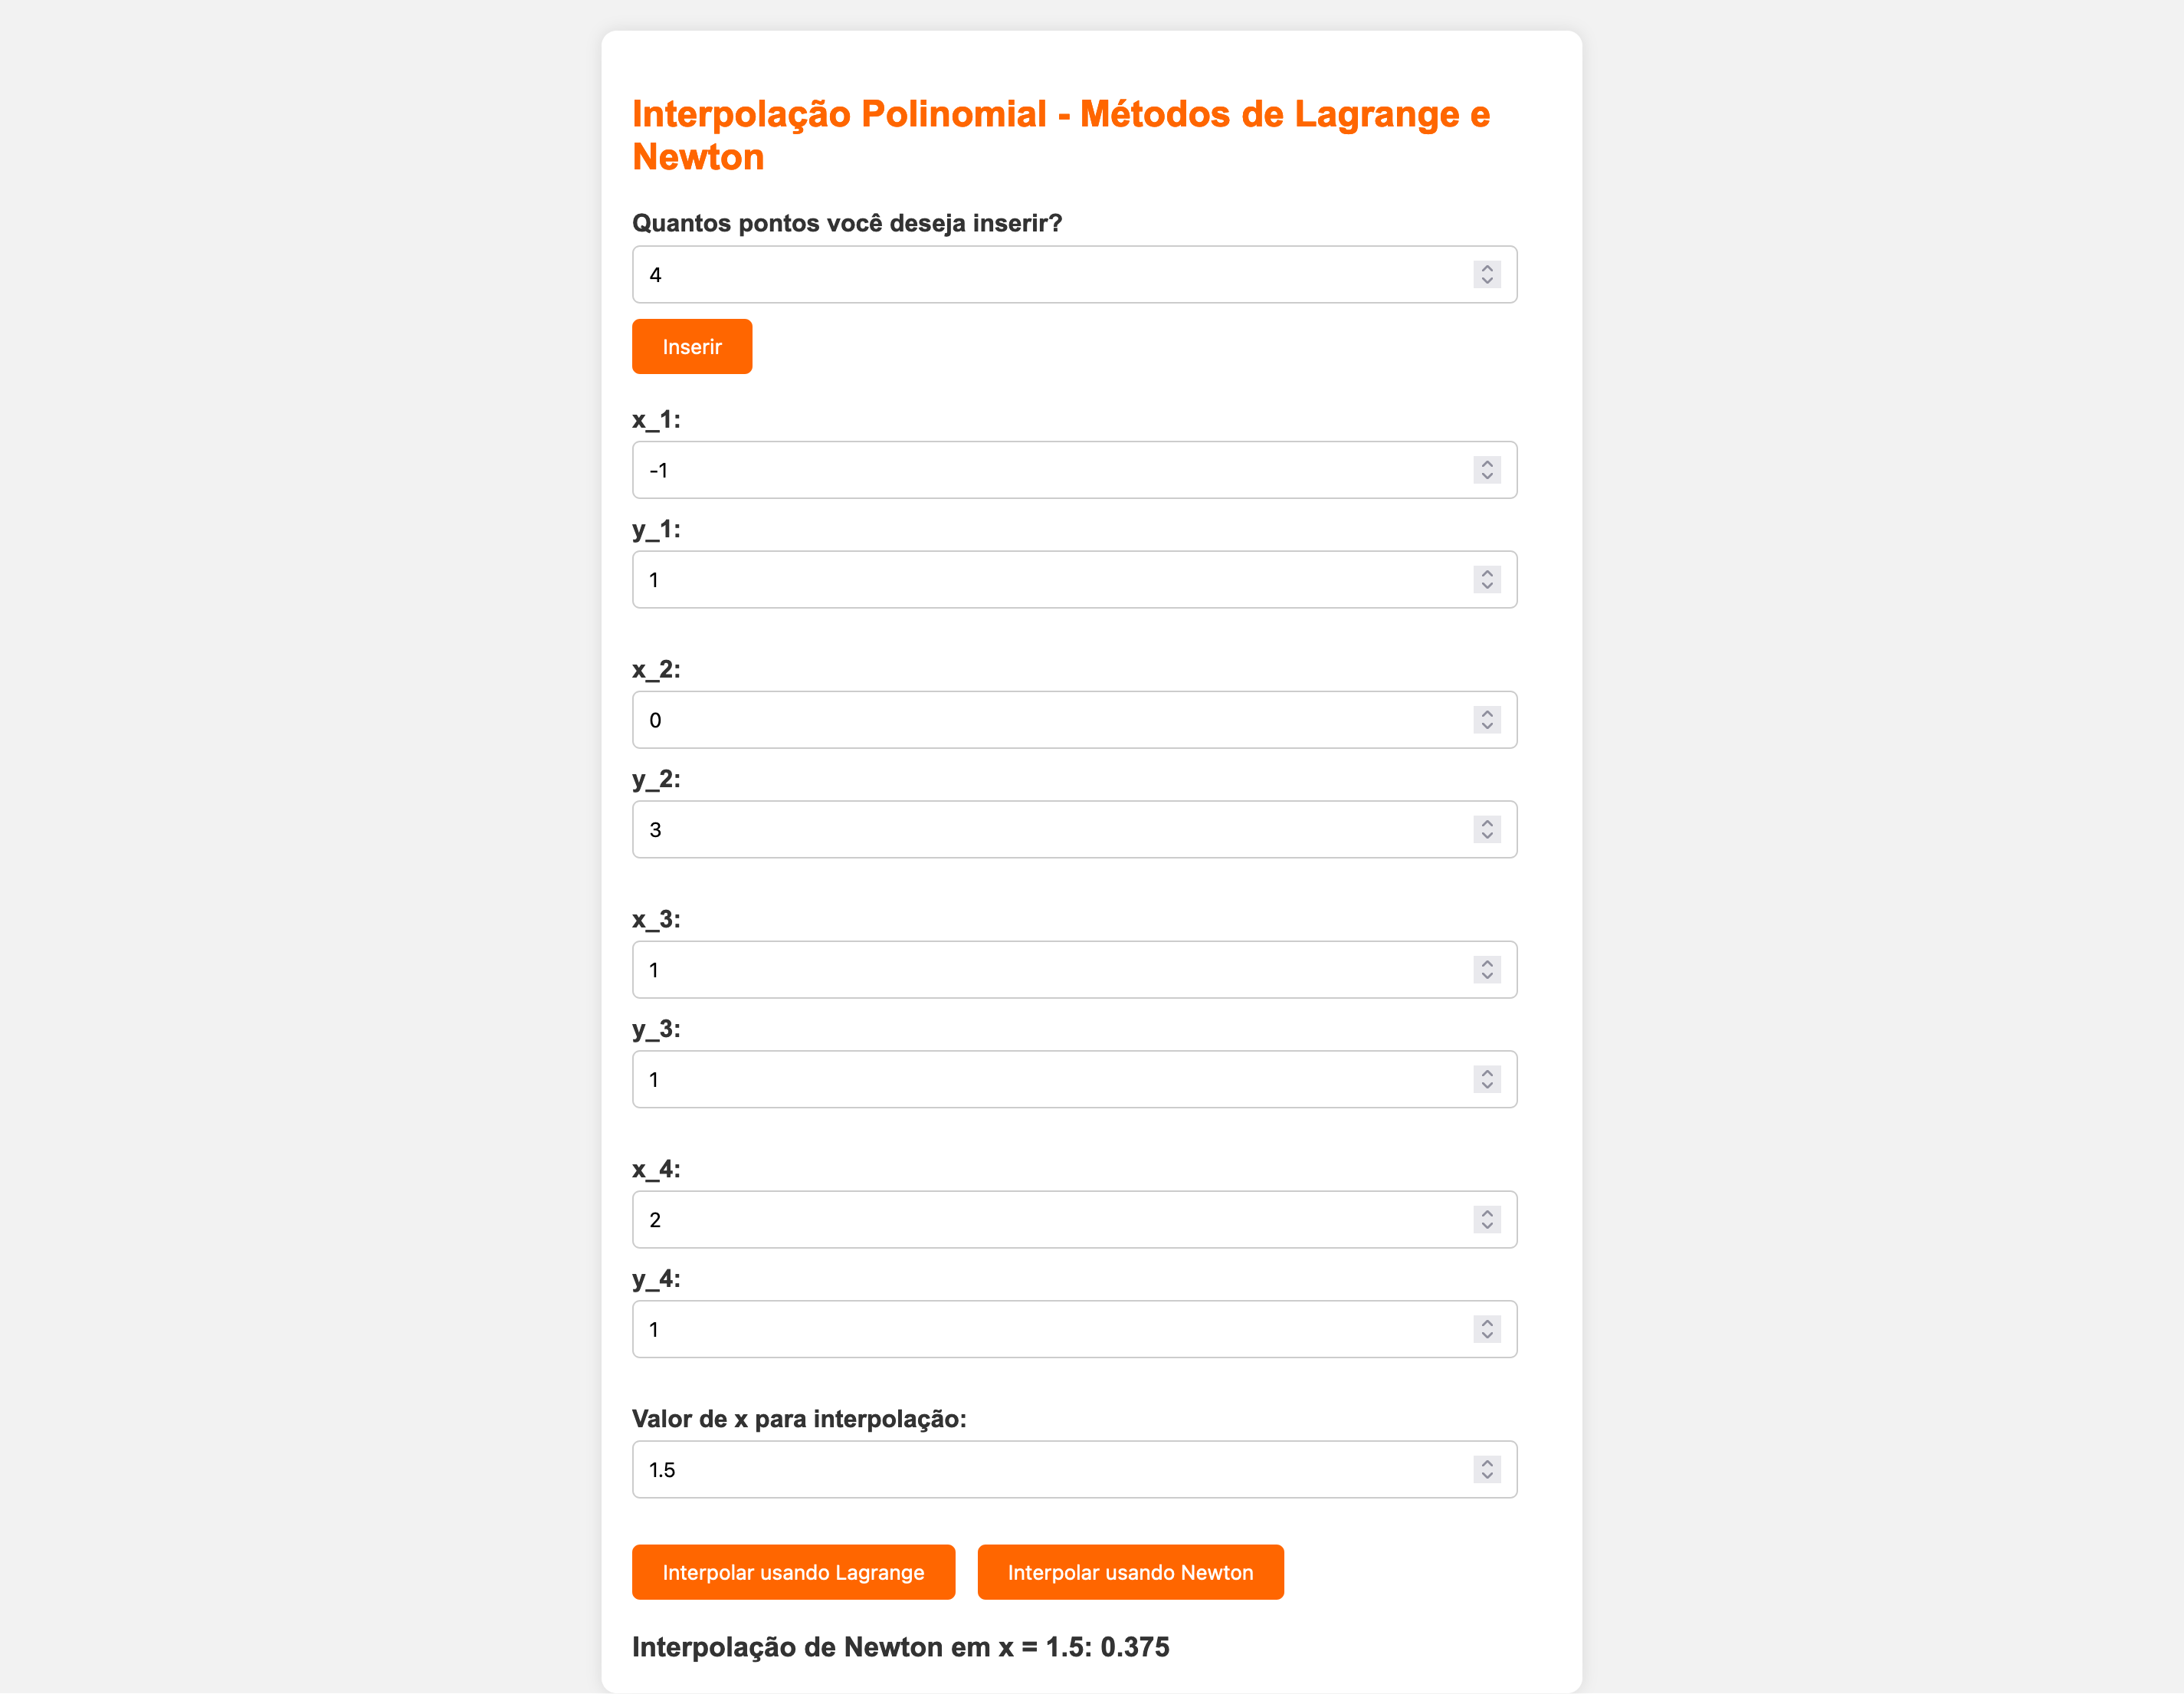 Interpolação Polinomial - Métodos de Lagrange e
Newton
Quantos pontos você deseja inserir?
4
Inserir
x_1:
-1
y_1:
1
x_2:
0
y_2:
3
x_3:
1
y_3:
1
x_4:
2
y_4:
1
Valor de x para interpolação:
1.5
Interpolar usando Lagrange Interpolar usando Newton
Interpolação de Newton em x = 1.5: 0.375